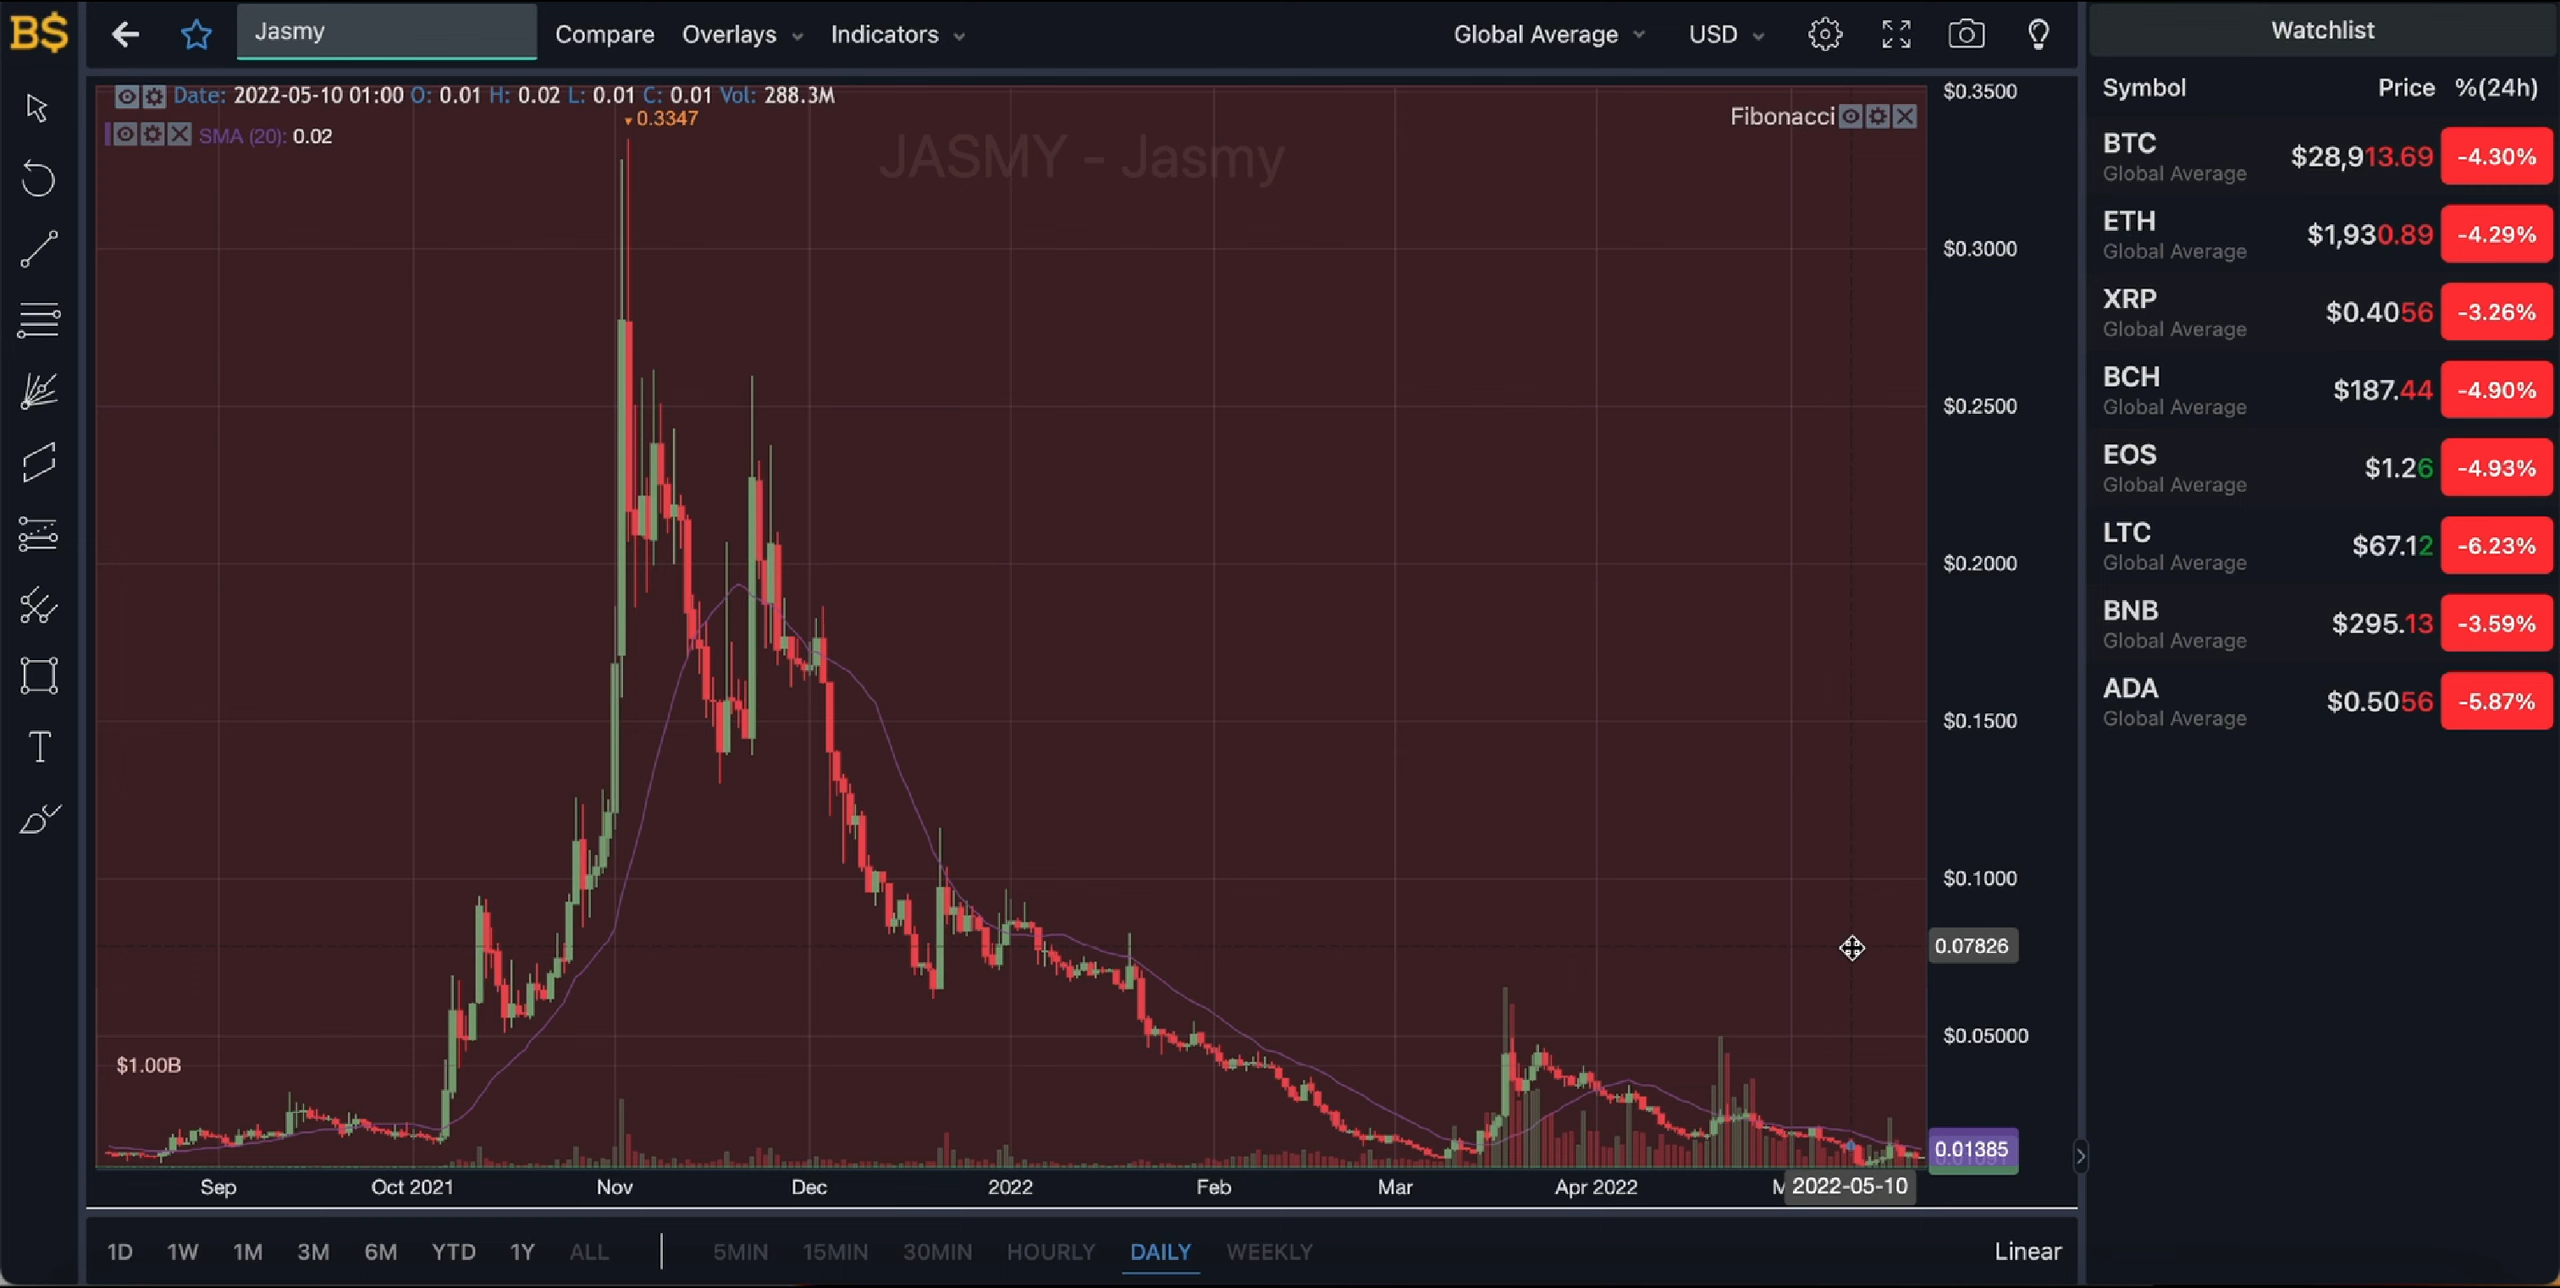 B$
Jasmy
Compare
Overlays
Indicators
Global Average
USD
Date: 2022-05-10 01:00 O: 0.01 H: 0.02 L: 0.01 C: 0.01 Vol: 288.3M
0.3347
SMA (20): 0.02
Fibonacci
JASMY - Jasmy
$0.3500
$0.3000
$0.2500
$0.2000
$0.1500
$0.1000
0.07826
$0.05000
0.01385
$1.00B
Sep
Oct 2021
Nov
Dec
2022
Feb
Mar
Apr 2022
2022-05-10
1D 1W 1M 3M 6M YTD 1Y ALL
5MIN 15MIN 30MIN HOURLY DAILY WEEKLY
Linear
Watchlist
Symbol Price %(24h)
BTC $28,913.69 -4.30%
Global Average
ETH $1,930.89 -4.29%
Global Average
XRP $0.4056 -3.26%
Global Average
BCH $187.44 -4.90%
Global Average
EOS $1.26 -4.93%
Global Average
LTC $67.12 -6.23%
Global Average
BNB $295.13 -3.59%
Global Average
ADA $0.5056 -5.87%
Global Average